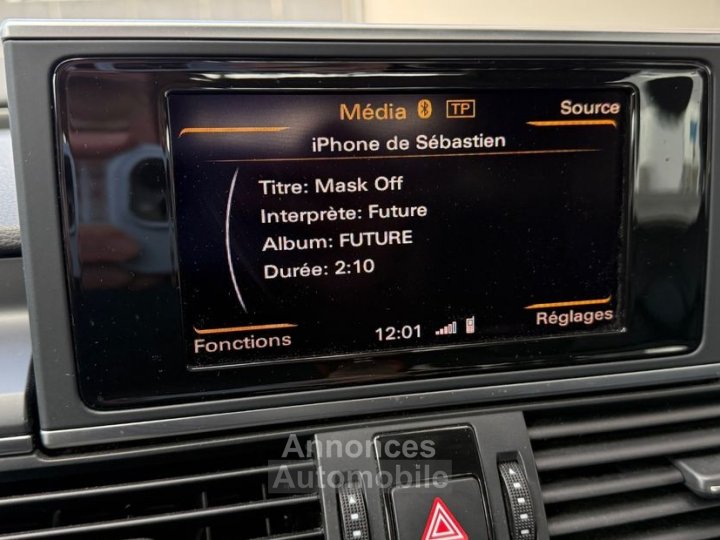 Média TP Source
iPhone de Sébastien
Titre: Mask Off
Interprète: Future
Album: FUTURE
Durée: 2:10
Fonctions 12:01 Réglages
Annonces
Automobile